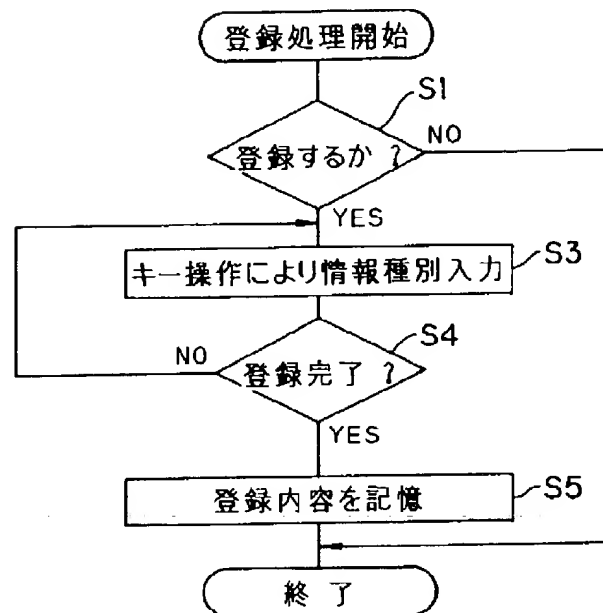 登録処理開始
S1
登録するか?
NO
YES
キー操作により情報種別入力
S3
S4
NO
登録完了?
YES
登録内容を記憶
S5
終了